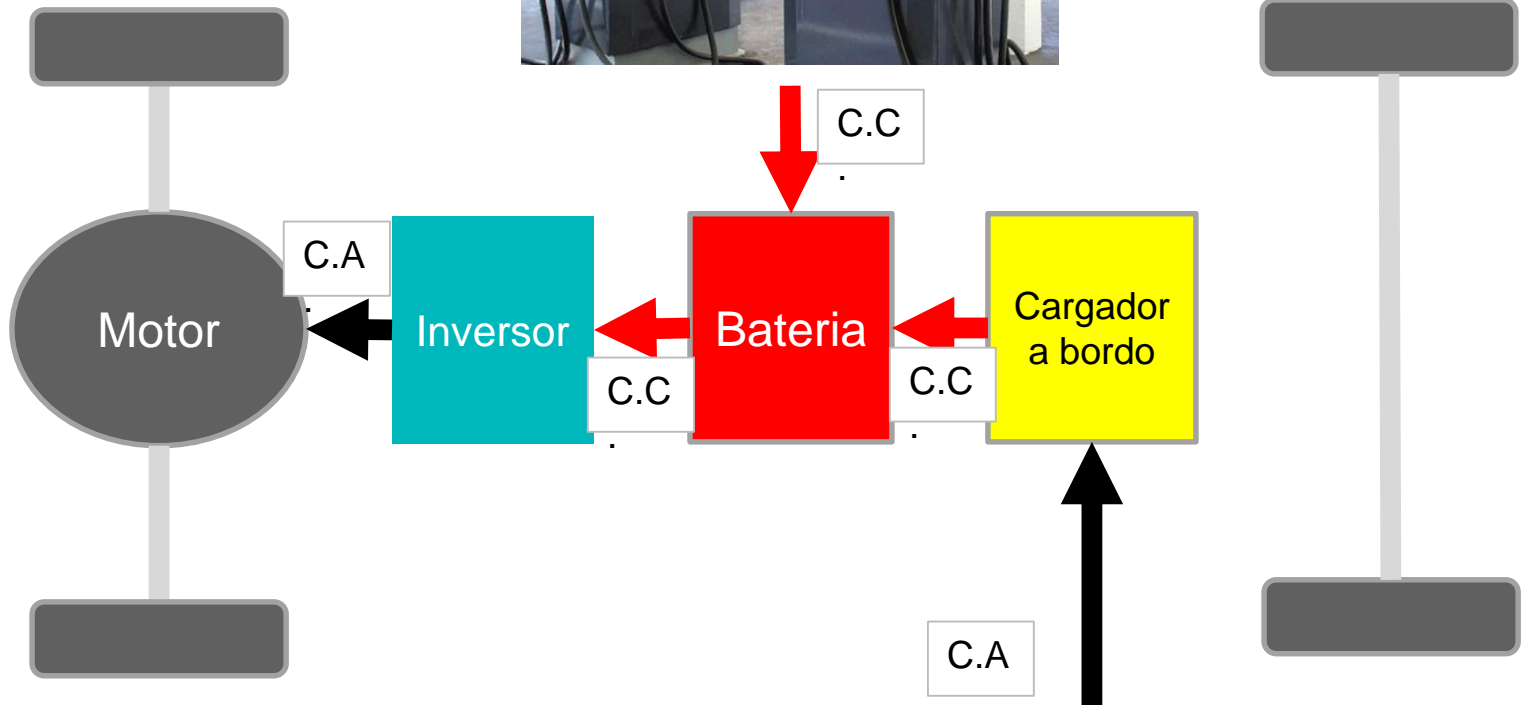 C.C
.
C.A
.
Motor
Inversor
Bateria
Cargador
a bordo
C.C
.
C.C
.
C.A